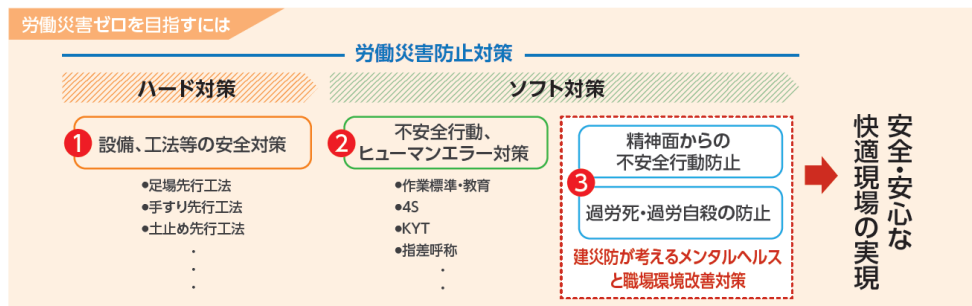 労働災害ゼロを目指すには
労働災害防止対策
ハード対策
ソフト対策
1
設備、工法等の安全対策
•足場先行工法
•手すり先行工法
•土止め先行工法
・
・
・
2
不安全行動、
ヒューマンエラー対策
•作業標準・教育
•4S
•KYT
•指差呼称
・
・
3
精神面からの
不安全行動防止
過労死・過労自殺の防止
建災防が考えるメンタルヘルス
と職場環境改善対策
安全・安心な
快適現場の実現